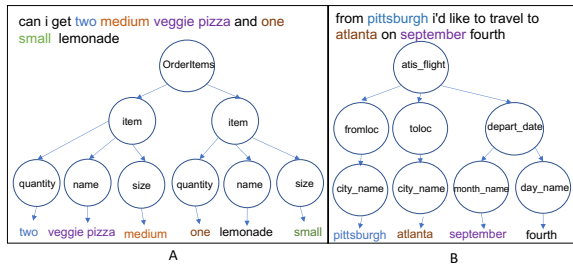 can i get two medium veggie pizza and one
small lemonade
OrderItems
item item
quantity name size quantity name size
two veggie pizza medium one lemonade small
A
from pittsburgh i'd like to travel to
atlanta on september fourth
atis_flight
fromloc toloc depart_date
city_name city_name month_name day_name
pittsburgh atlanta september fourth
B